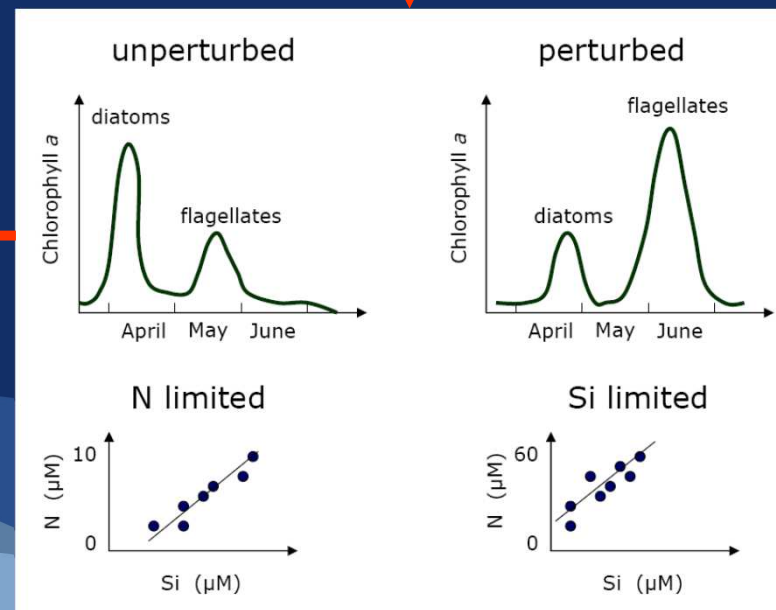 unperturbed
diatoms
flagellates
Chlorophyll a
April May June
perturbed
flagellates
diatoms
Chlorophyll a
April May June
N limited
10
N (µM)
0
Si (µM)
Si limited
60
N (µM)
0
Si (µM)